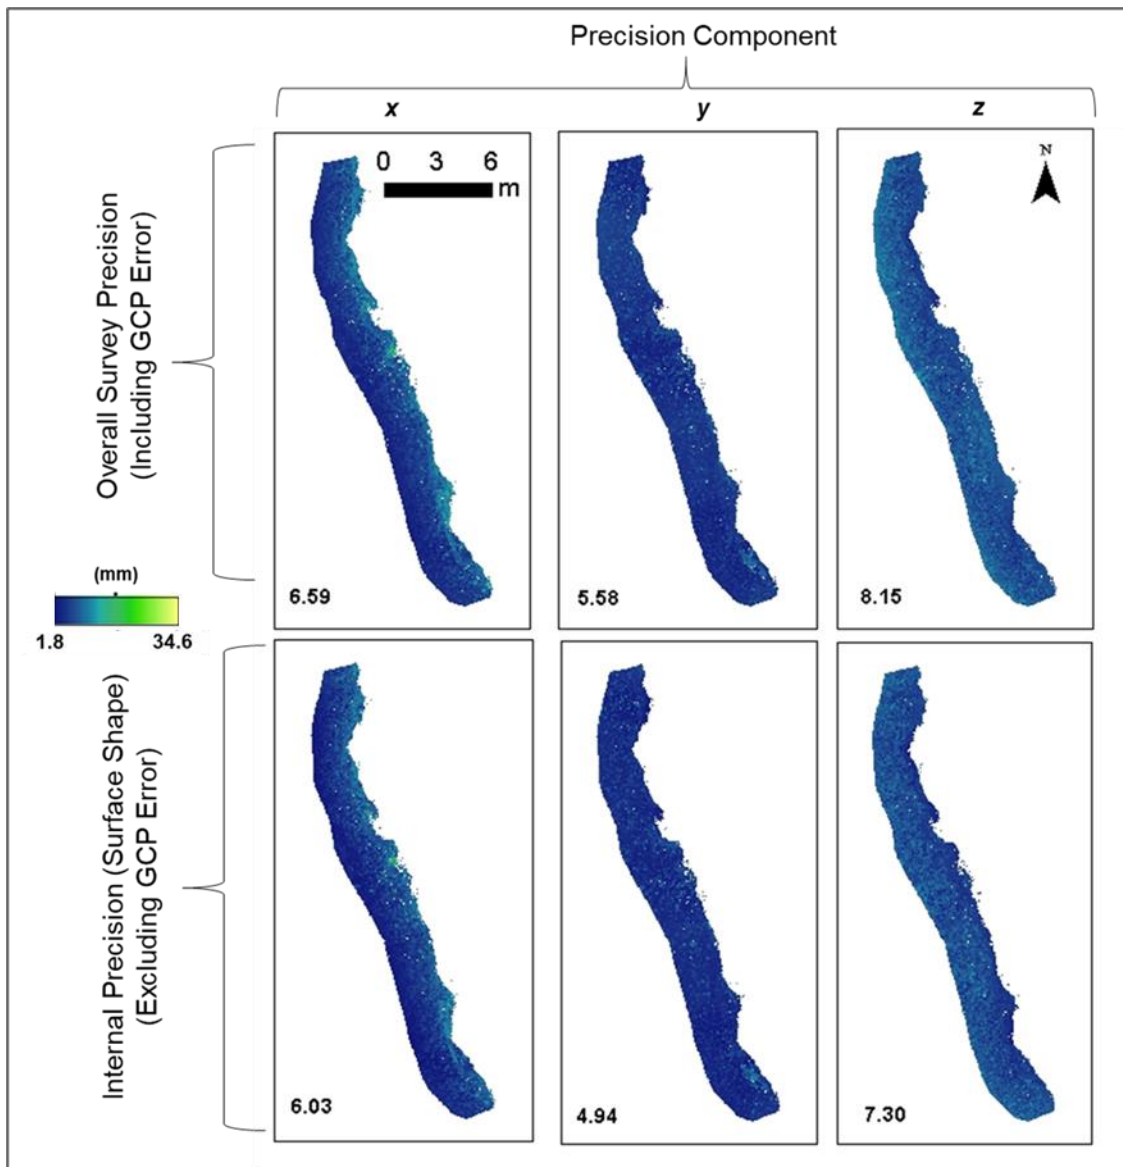 Precision Component
x y z
Overall Survey Precision
(Including GCP Error)
0 3 6
m
N
6.59
5.58
8.15
(mm)
1.8 34.6
Internal Precision (Surface Shape)
(Excluding GCP Error)
6.03
4.94
7.30